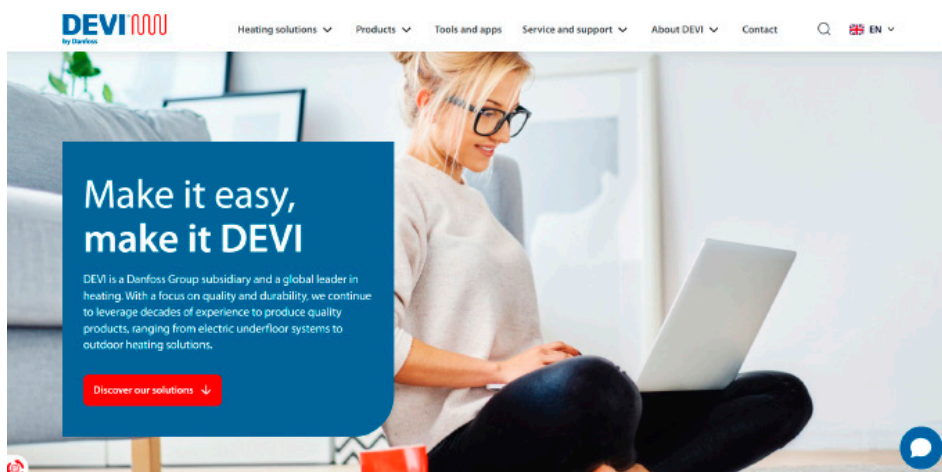 DEVI
by Danfoss
Heating solutions
Products
Tools and apps
Service and support
About DEVI
Contact
EN
Make it easy,
make it DEVI
DEVI is a Danfoss Group subsidiary and a global leader in
heating. With a focus on quality and durability, we continue
to leverage decades of experience to produce quality
products, ranging from electric underfloor systems to
outdoor heating solutions.
Discover our solutions